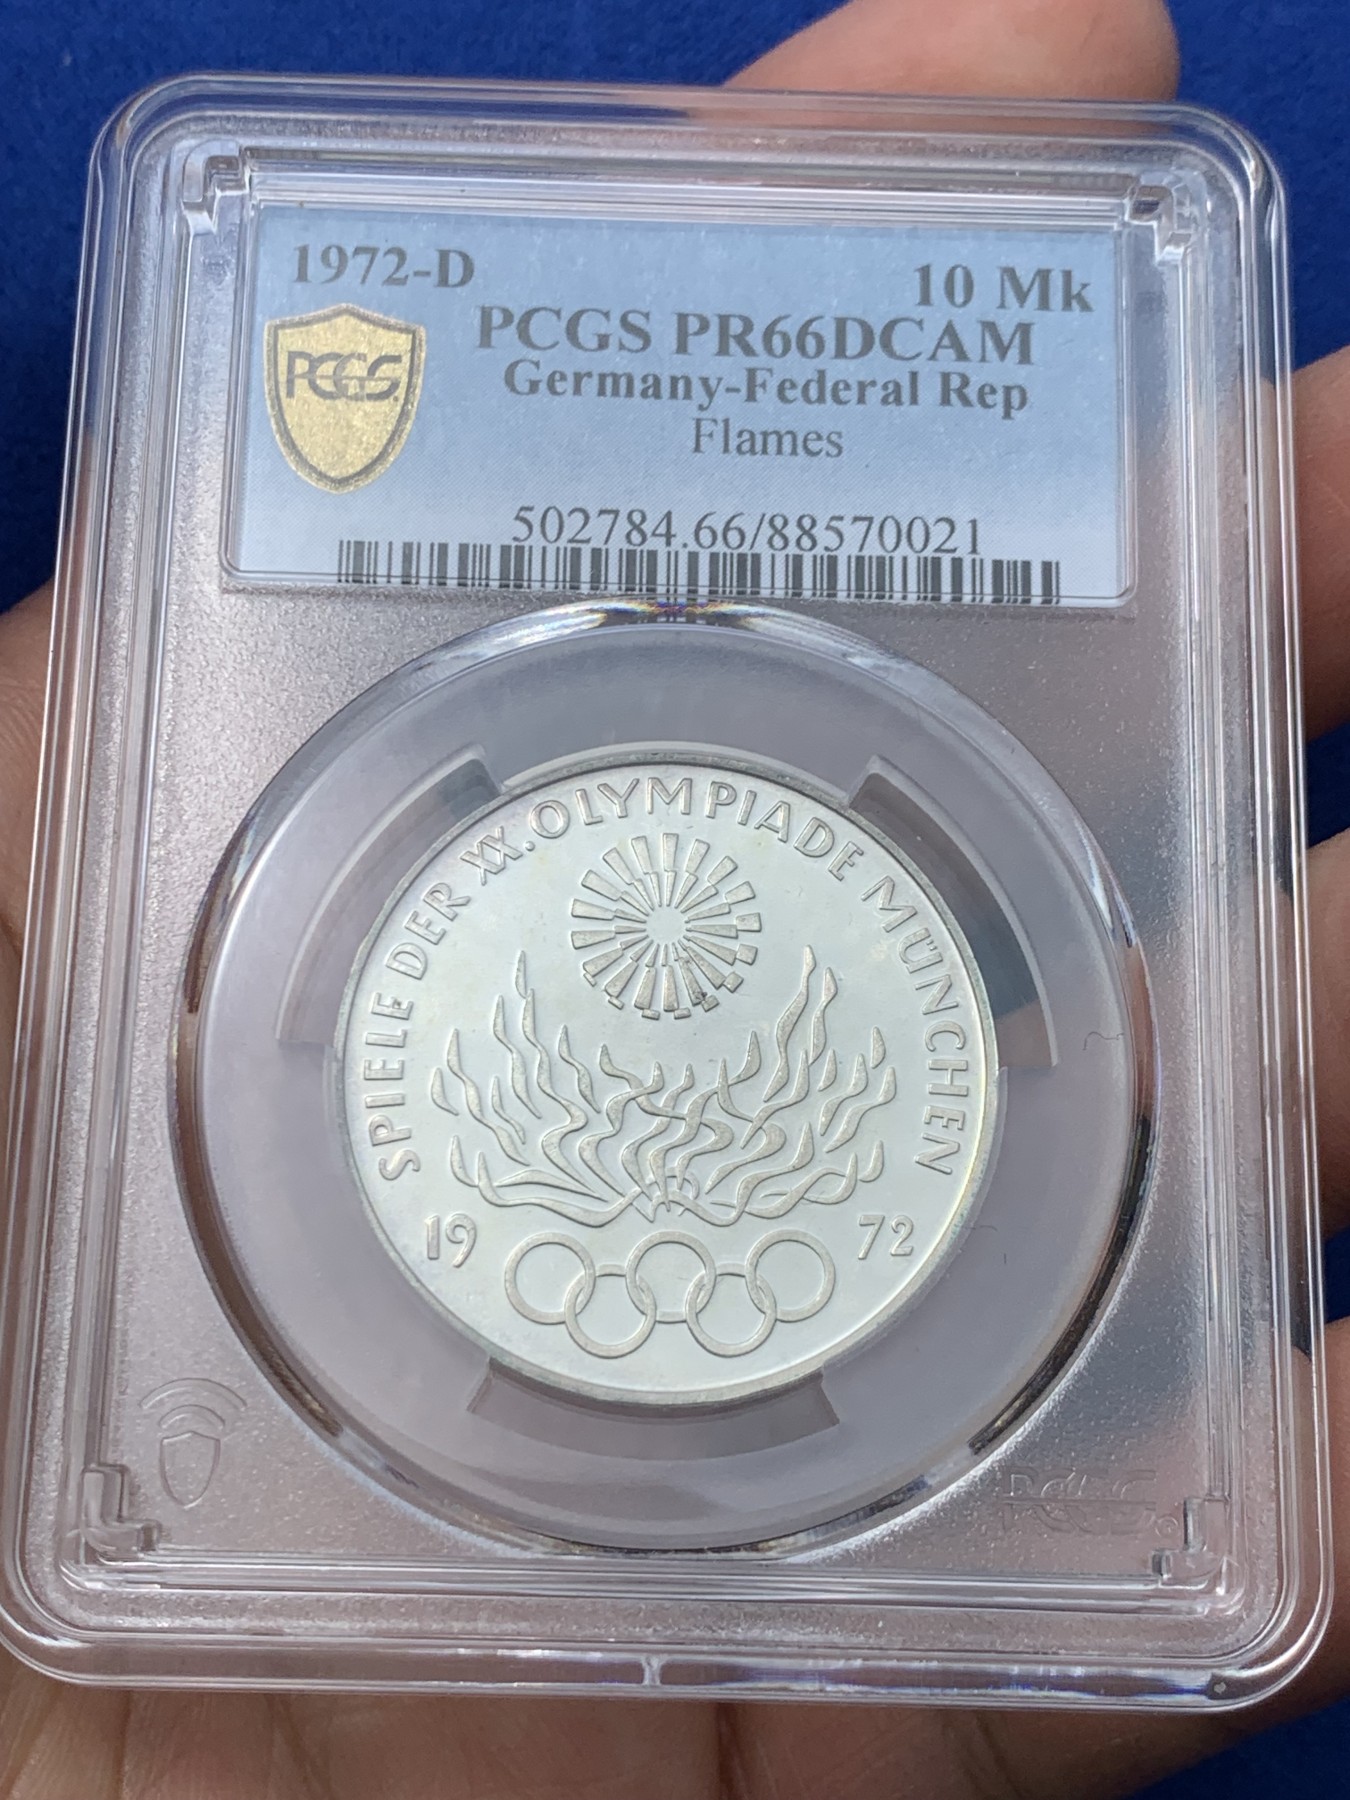 1972-D
10 Mk
PCGS PR66DCAM
PCGS
Germany-Federal Rep
Flames
502784.66/88570021
SPIELE DER XX. OLYMPIADE MÜNCHEN
19 72
PCGS